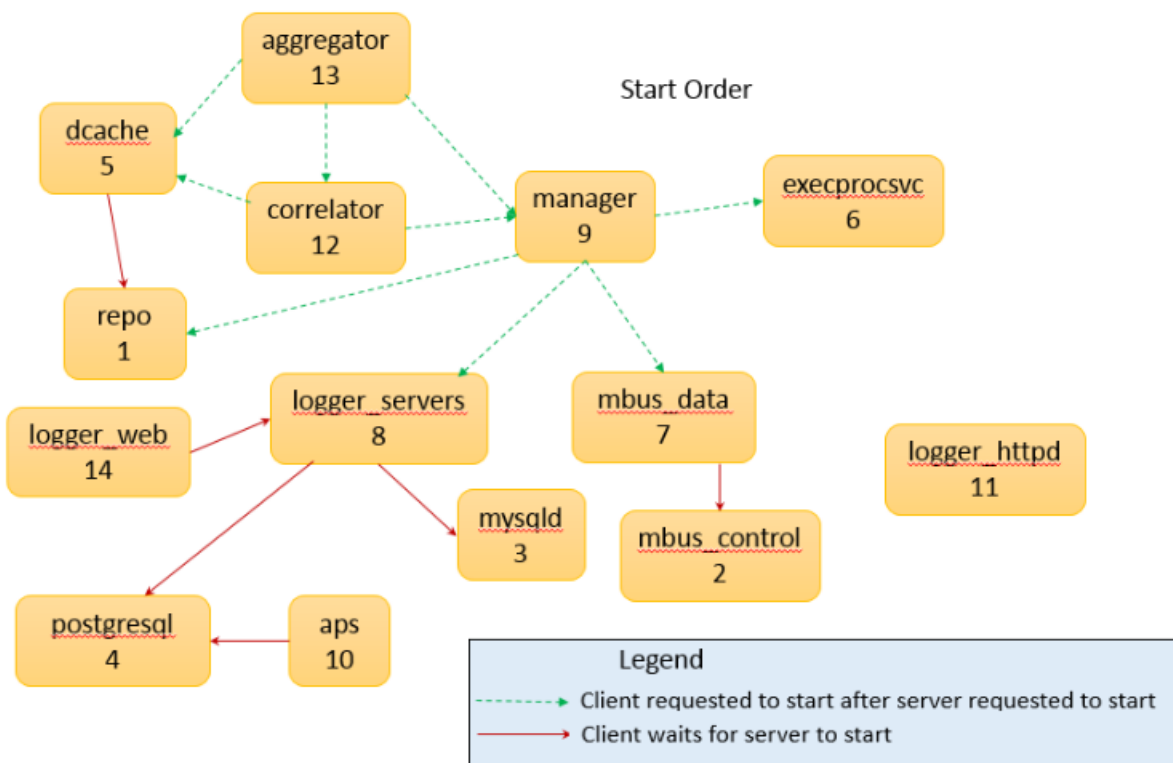 aggregator
13
Start Order
dcache
5
correlator
12
manager
9
execprocsvc
6
repo
1
logger_servers
8
mbus_data
7
logger_web
14
logger_httpd
11
mysqld
3
mbus_control
2
postgresql
4
aps
10
Legend
Client requested to start after server requested to start
Client waits for server to start